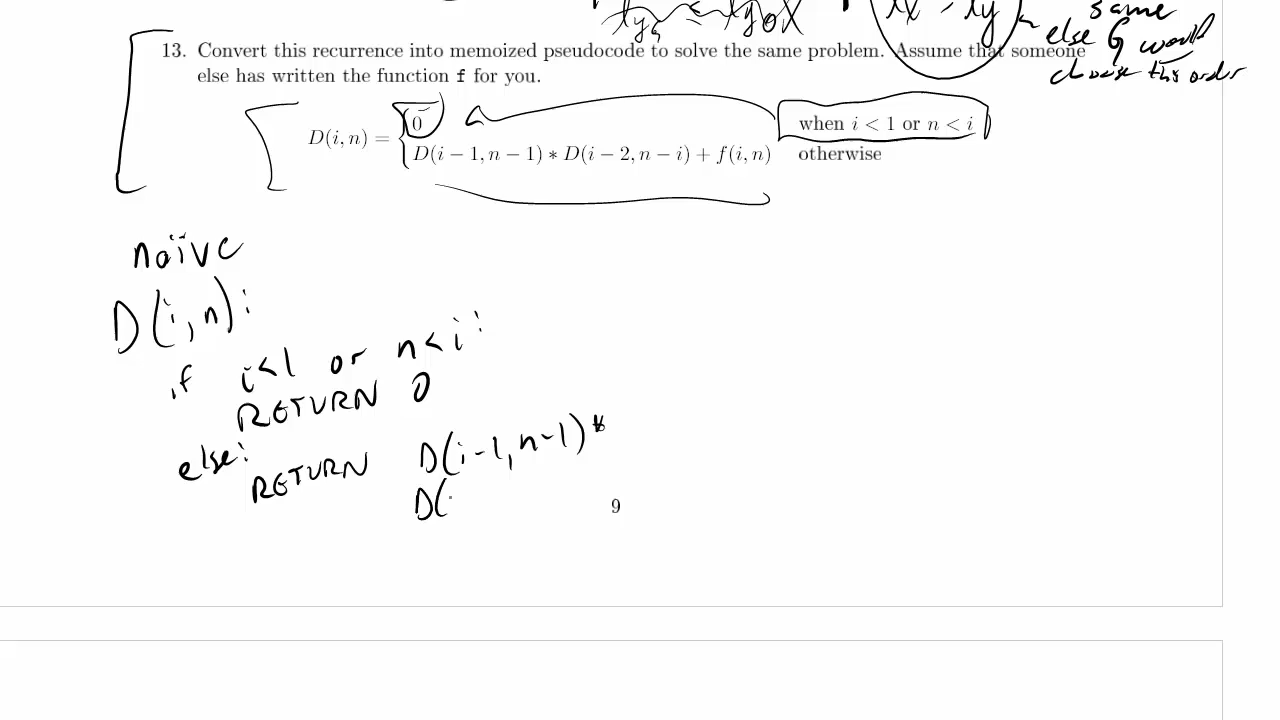 same
else G would
choose this order
13. Convert this recurrence into memoized pseudocode to solve the same problem. Assume that someone
else has written the function f for you.
D(i, n) = { 0 when i < 1 or n < i
D(i − 1, n − 1) ∗ D(i − 2, n − i) + f(i, n) otherwise
naïve
D(i, n):
if i<1 or n<i:
RETURN 0
else:
RETURN D(i-1, n-1)*
D(
9